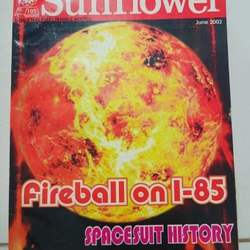 Sunflower
June 2002
Fireball on I-85
SPACESUIT HISTORY